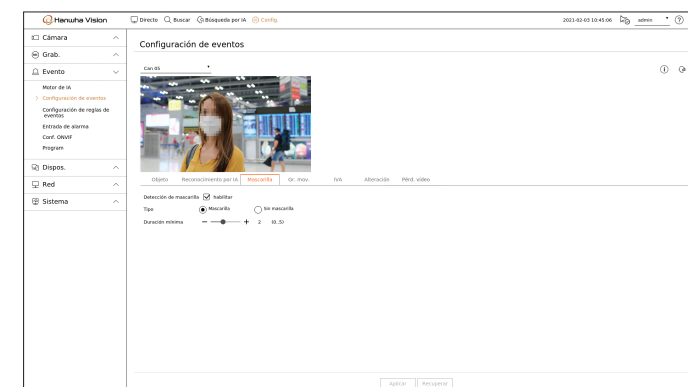 Hanwha Vision
Directo Buscar Búsqueda por IA Config. 2021-02-03 10:45:06 admin
Cámara
Grab.
Evento
Motor de IA
Configuración de eventos
Configuración de reglas de
eventos
Entrada de alarma
Conf. ONVIF
Program
Dispos.
Red
Sistema
Configuración de eventos
Can 05
Objeto Reconocimiento por IA Mascarilla Gr. mov. IVA Alteración Pérd. vídeo
Detección de mascarilla habilitar
Tipo Mascarilla Sin mascarilla
Duración mínima − + 2 (0..5)
Aplicar Recuperar